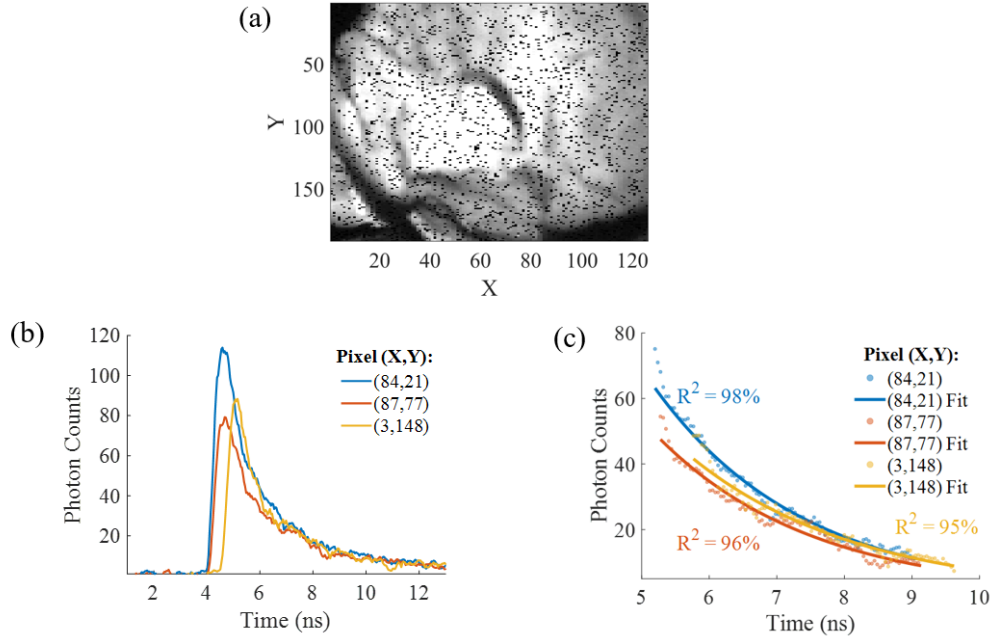 (a)
50
100
150
Y
20 40 60 80 100 120
X
(b)
120
100
80
60
40
20
Photon Counts
2 4 6 8 10 12
Time (ns)
Pixel (X,Y):
(84,21)
(87,77)
(3,148)
(c)
80
60
40
20
Photon Counts
5 6 7 8 9 10
Time (ns)
R² = 98%
R² = 96%
R² = 95%
Pixel (X,Y):
(84,21)
(84,21) Fit
(87,77)
(87,77) Fit
(3,148)
(3,148) Fit